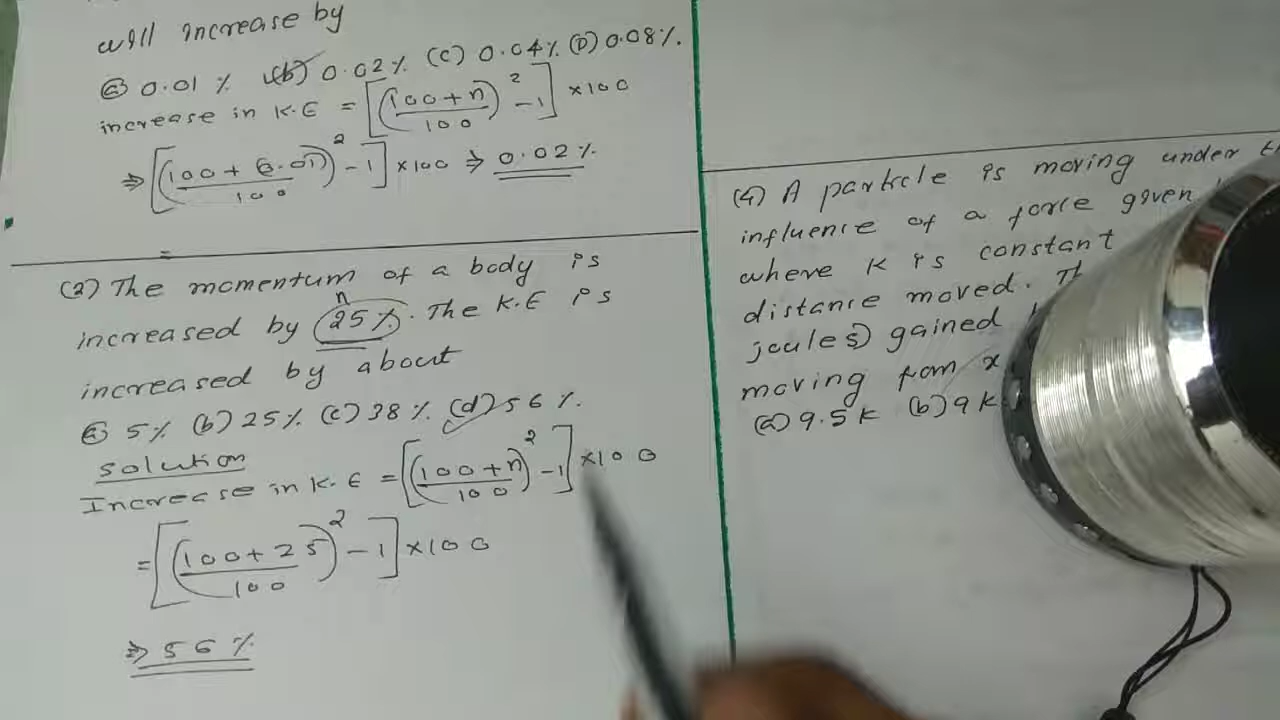 will increase by
(a) 0.01 % (b) 0.02 % (c) 0.04 % (D) 0.08 %.
increase in K.E = [((100+n)/100)² -1] ×100
⇒ [((100 + 0.01)/100)² -1] ×100 ⇒ 0.02 %.
=
(2) The momentum of a body is
n
increased by 25 %. The K.E is
increased by about
(a) 5 % (b) 25 %. (c) 38 %. (d) 56 %.
solution
Increase in K.E = [((100+n)/100)² -1] ×100
= [((100+25)/100)² -1] ×100
⇒ 56 %.
(4) A particle is moving under
influence of a force given
where K is constant
distance moved.
joules) gained
moving from x
(a) 9.5 K (b) 9 K